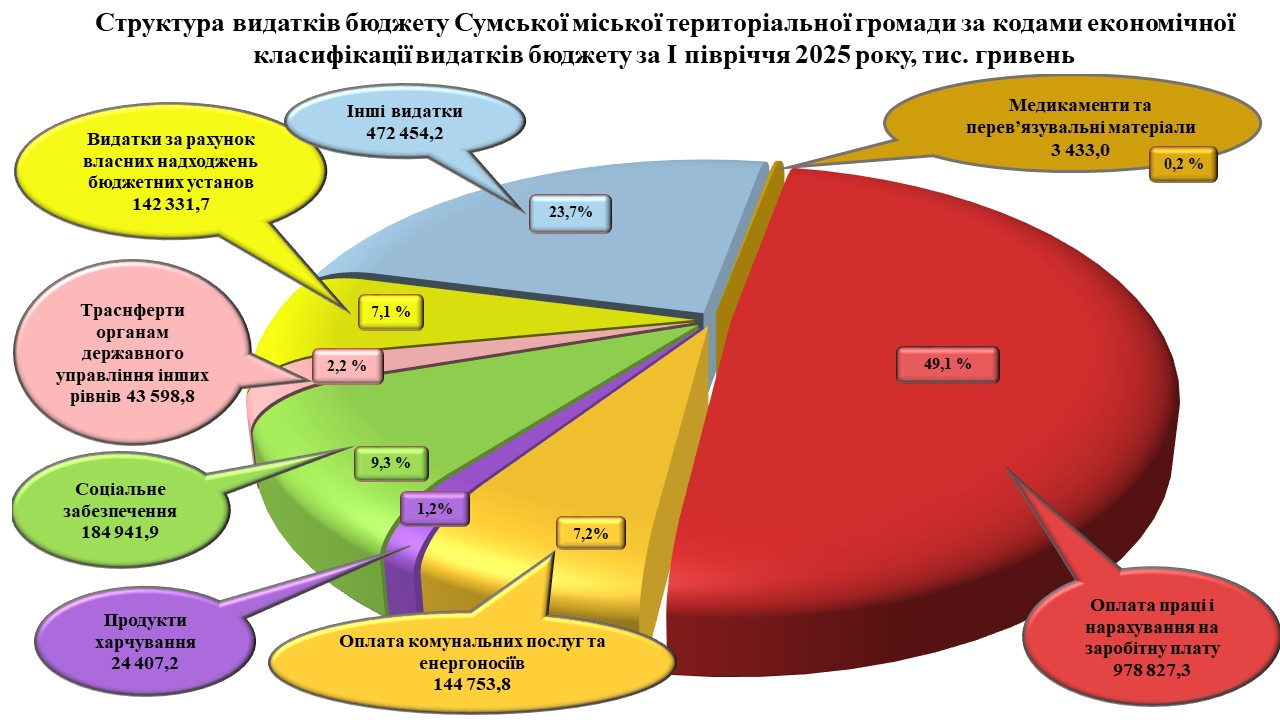 Структура видатків бюджету Сумської міської територіальної громади за кодами економічної
класифікації видатків бюджету за І півріччя 2025 року, тис. гривень
Інші видатки
472 454,2
23,7%
Медикаменти та
перев’язувальні матеріали
3 433,0
0,2 %
Видатки за рахунок
власних надходжень
бюджетних установ
142 331,7
7,1 %
Траснферти
органам
державного
управління інших
рівнів 43 598,8
2,2 %
49,1 %
Соціальне
забезпечення
184 941,9
9,3 %
1,2%
7,2%
Продукти
харчування
24 407,2
Оплата комунальних послуг та
енергоносіїв
144 753,8
Оплата праці і
нарахування на
заробітну плату
978 827,3